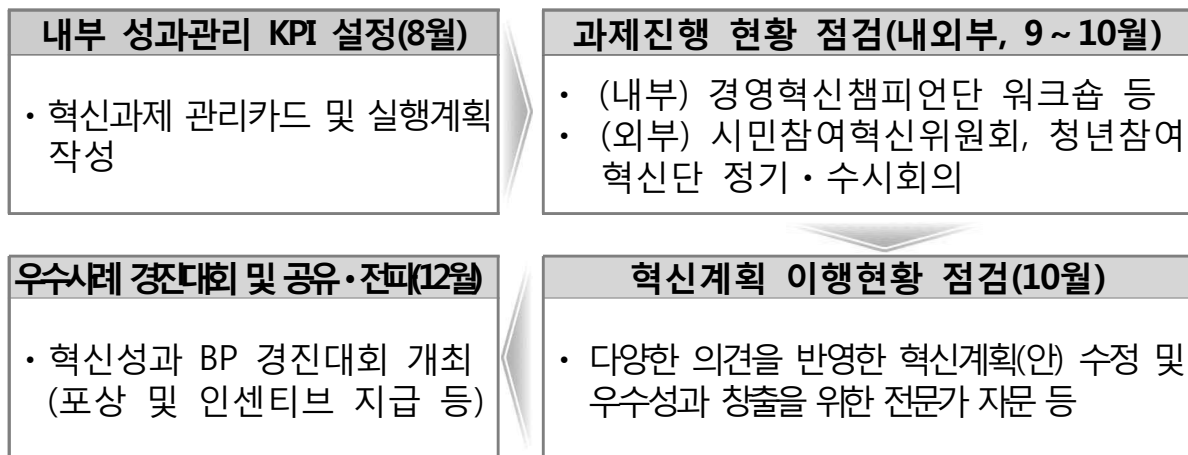 내부 성과관리 KPI 설정(8월)
• 혁신과제 관리카드 및 실행계획
작성
과제진행 현황 점검(내외부, 9~10월)
• (내부) 경영혁신챔피언단 워크숍 등
• (외부) 시민참여혁신위원회, 청년참여
혁신단 정기・수시회의
혁신계획 이행현황 점검(10월)
• 다양한 의견을 반영한 혁신계획(안) 수정 및
우수성과 창출을 위한 전문가 자문 등
우수사례 경진대회 및 공유・전파(12월)
• 혁신성과 BP 경진대회 개최
(포상 및 인센티브 지급 등)